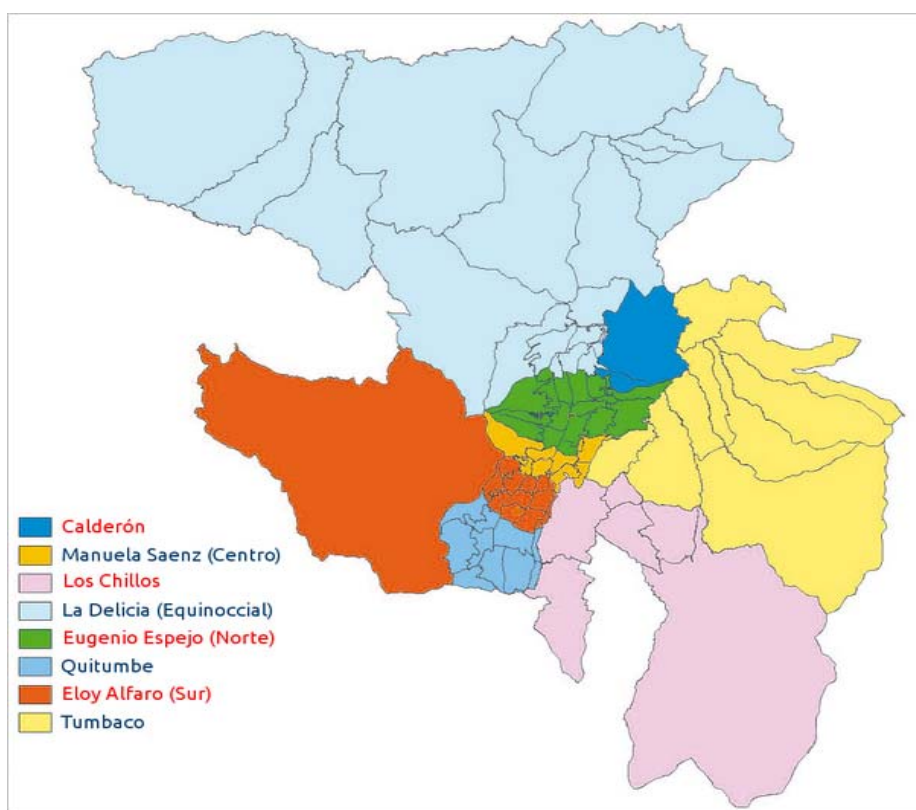 Calderón
Manuela Saenz (Centro)
Los Chillos
La Delicia (Equinoccial)
Eugenio Espejo (Norte)
Quitumbe
Eloy Alfaro (Sur)
Tumbaco